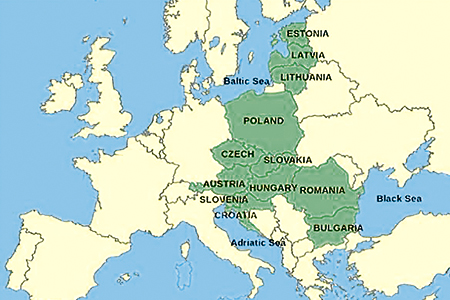 ESTONIA
LATVIA
LITHUANIA
Baltic Sea
POLAND
CZECH
SLOVAKIA
AUSTRIA
HUNGARY
ROMANIA
SLOVENIA
Black Sea
CROATIA
BULGARIA
Adriatic Sea